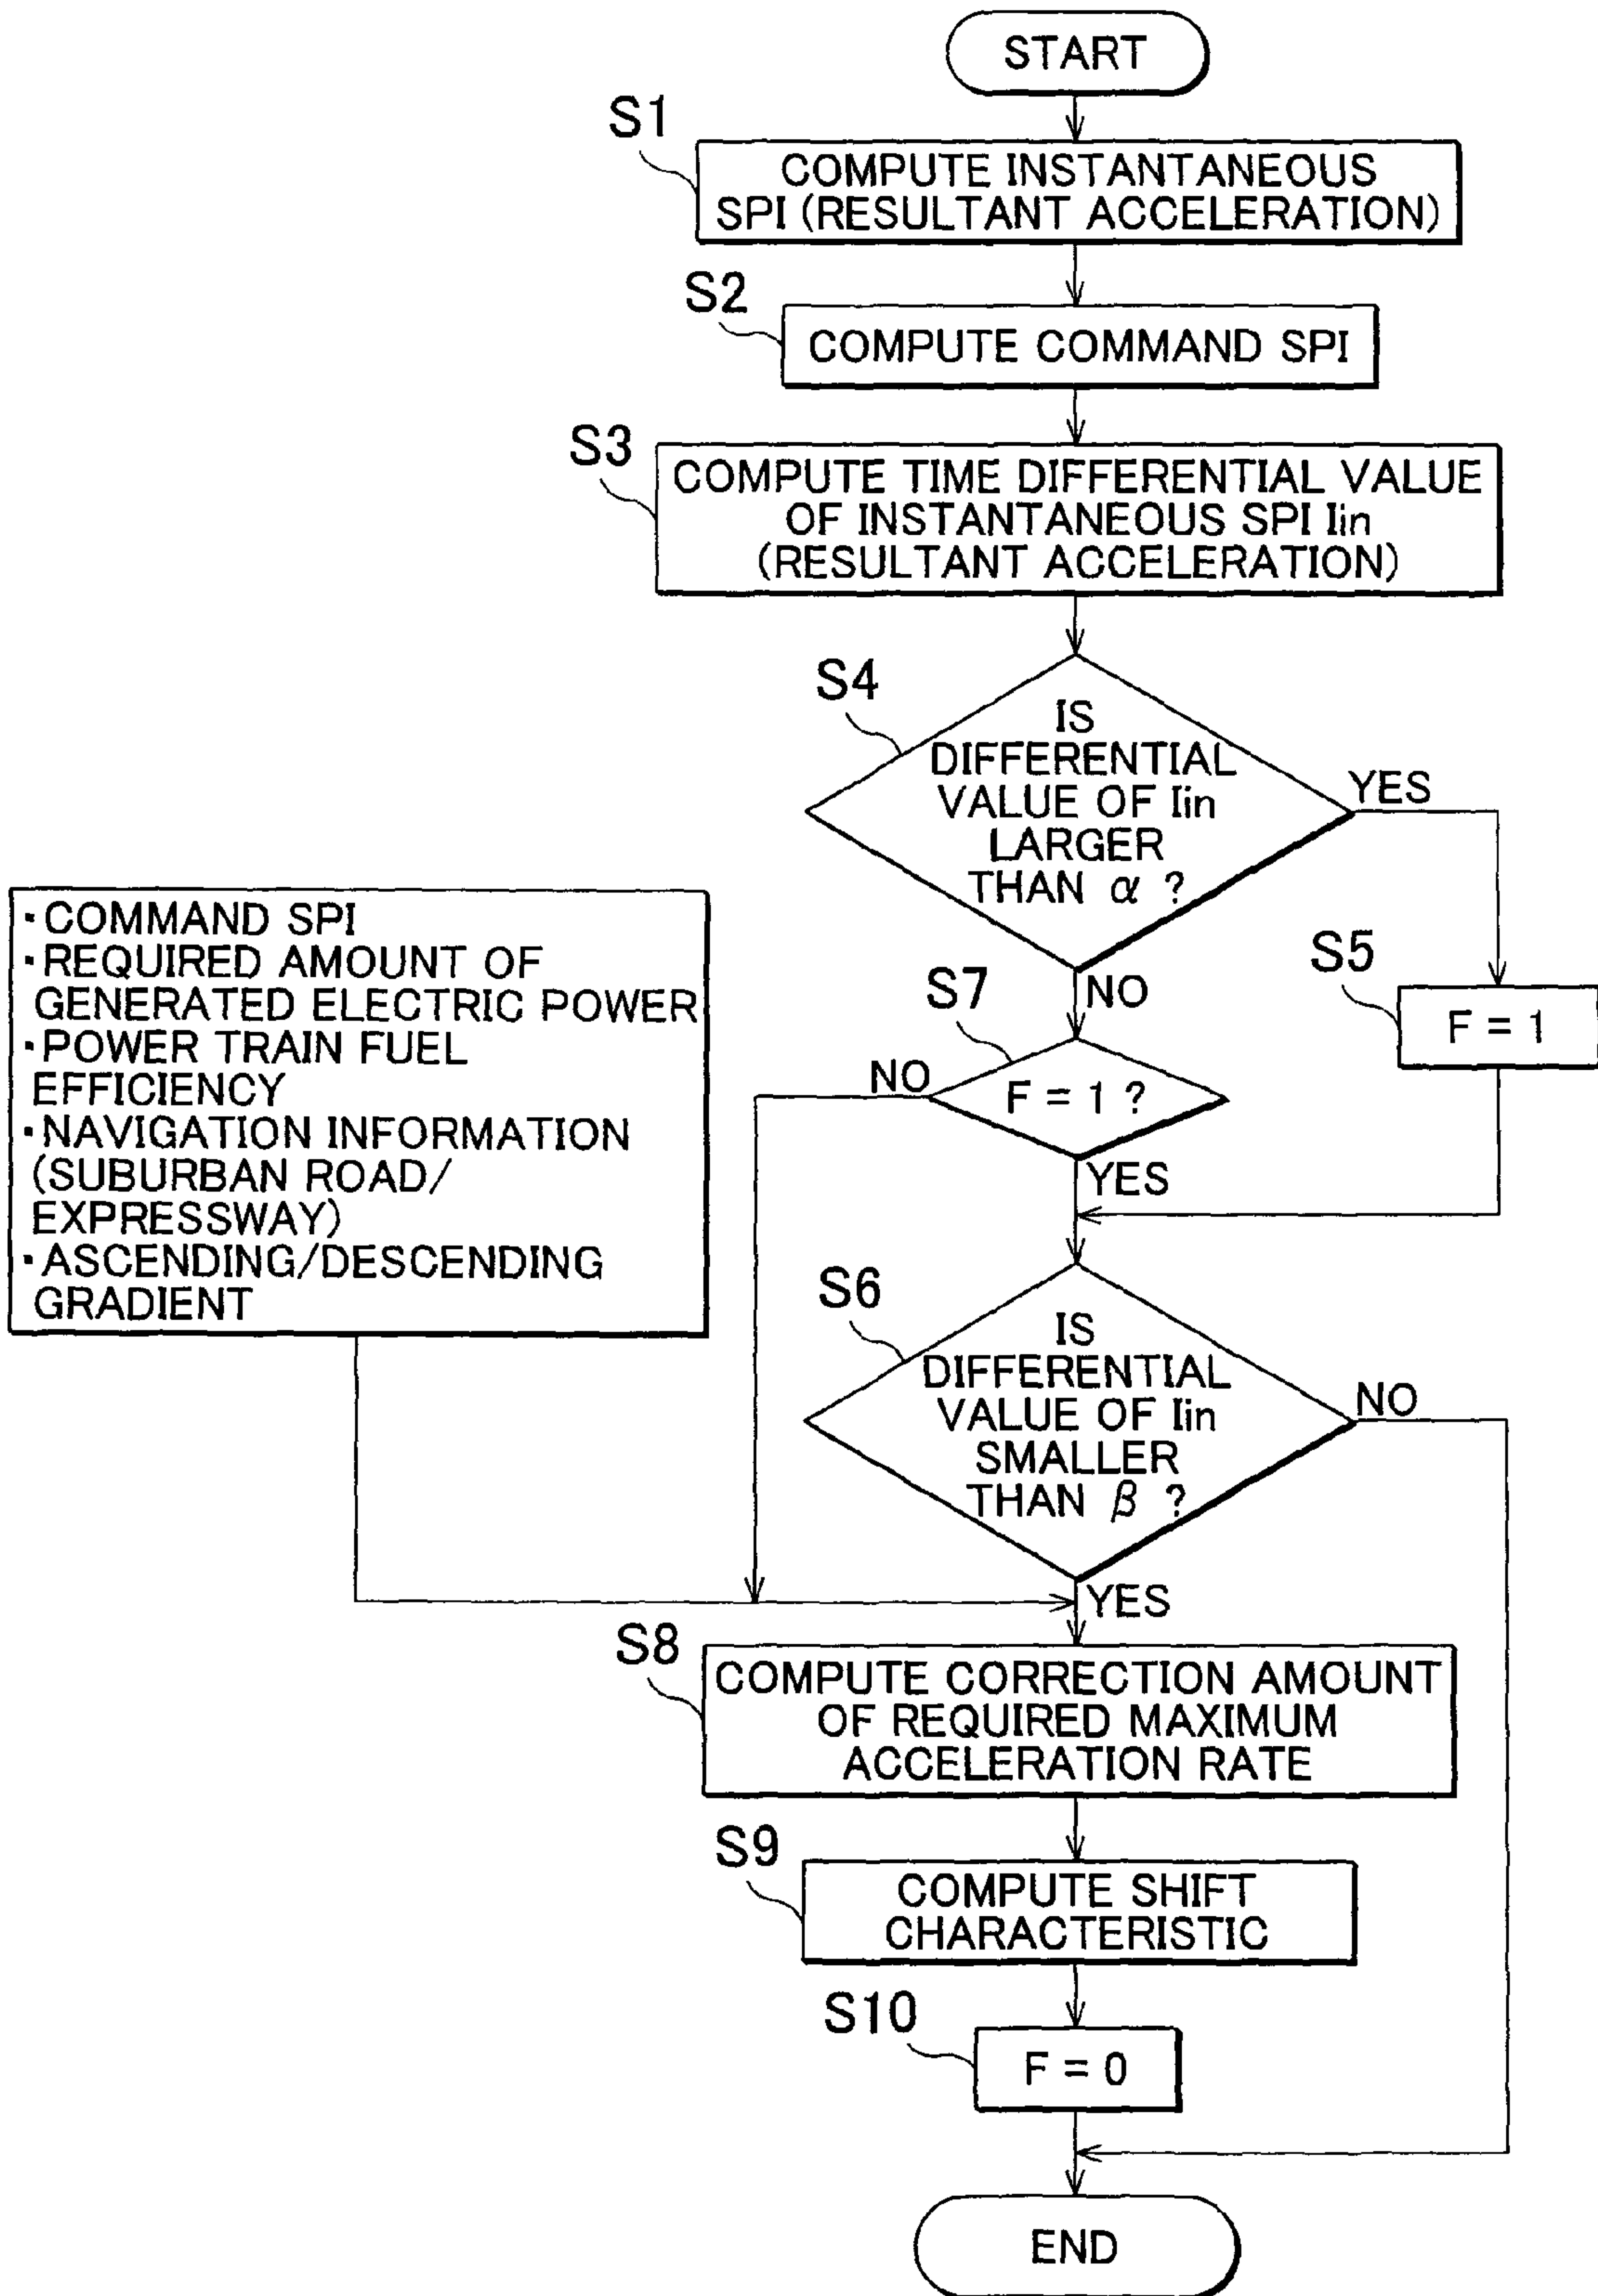 START
S1
COMPUTE INSTANTANEOUS
SPI (RESULTANT ACCELERATION)
S2
COMPUTE COMMAND SPI
S3
COMPUTE TIME DIFFERENTIAL VALUE
OF INSTANTANEOUS SPI Iin
(RESULTANT ACCELERATION)
S4
IS
DIFFERENTIAL
VALUE OF Iin
LARGER
THAN α ?
YES
NO
S5
F = 1
S7
F = 1 ?
NO
YES
・COMMAND SPI
・REQUIRED AMOUNT OF
GENERATED ELECTRIC POWER
・POWER TRAIN FUEL
EFFICIENCY
・NAVIGATION INFORMATION
(SUBURBAN ROAD/
EXPRESSWAY)
・ASCENDING/DESCENDING
GRADIENT
S6
IS
DIFFERENTIAL
VALUE OF Iin
SMALLER
THAN β ?
NO
YES
S8
COMPUTE CORRECTION AMOUNT
OF REQUIRED MAXIMUM
ACCELERATION RATE
S9
COMPUTE SHIFT
CHARACTERISTIC
S10
F = 0
END